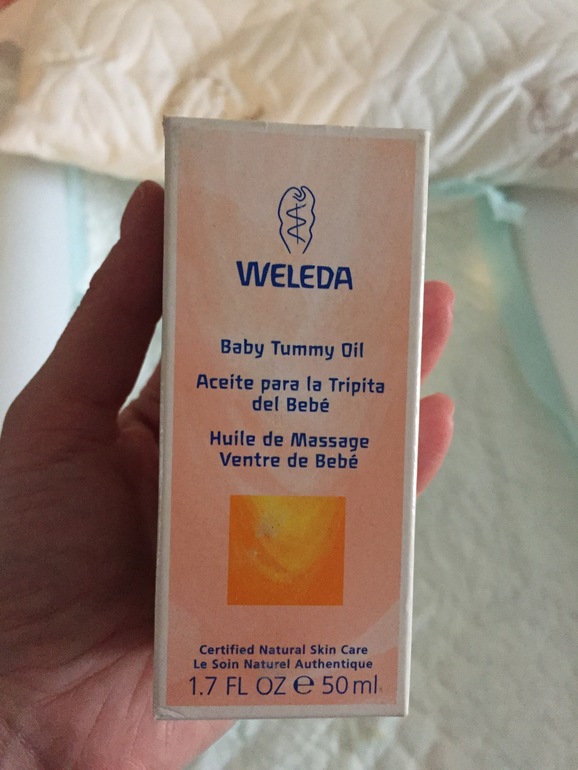 WELEDA
Baby Tummy Oil
Aceite para la Tripita
del Bebé
Huile de Massage
Ventre de Bebé
Certified Natural Skin Care
Le Soin Naturel Authentique
1.7 FL OZ ℮ 50 ml